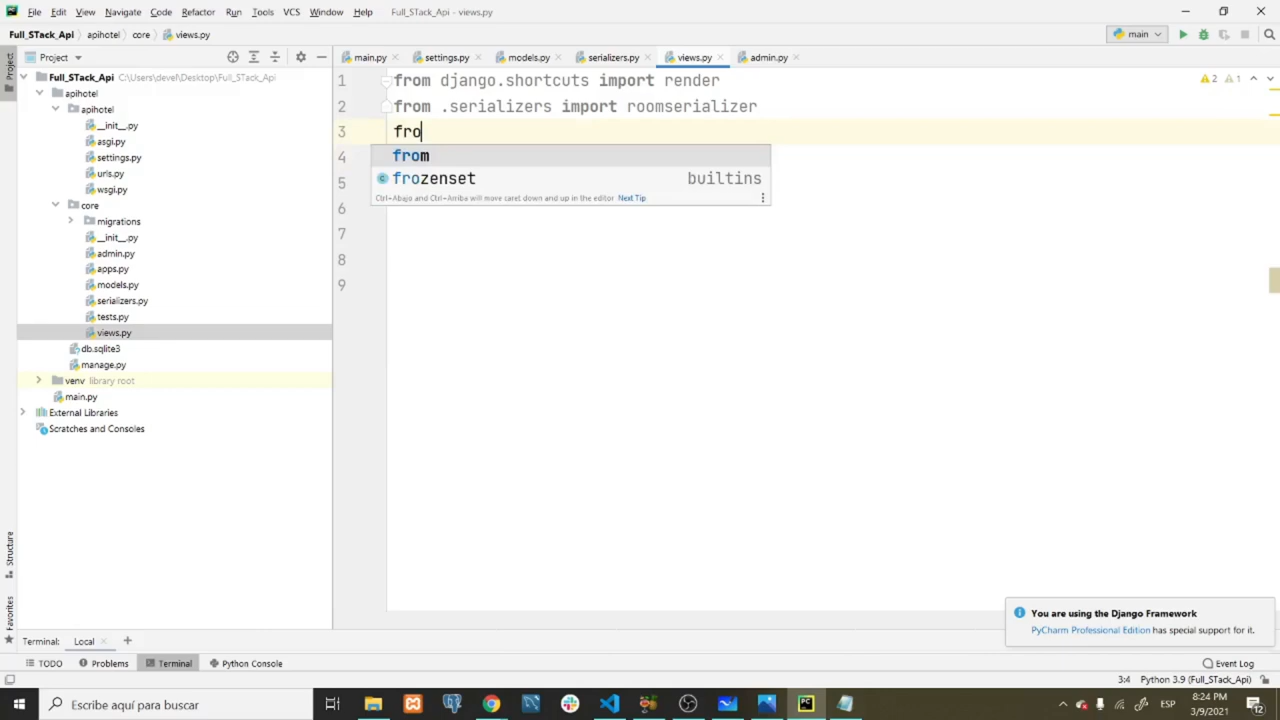 File Edit View Navigate Code Refactor Run Tools VCS Window Help Full_STack_Api - views.py
Full_STack_Api apihotel core views.py main
Project main.py settings.py models.py serializers.py views.py admin.py
Project
Full_STack_Api C:\Users\devel\Desktop\Full_STack_Api
apihotel
apihotel
__init__.py
asgi.py
settings.py
urls.py
wsgi.py
core
migrations
__init__.py
admin.py
apps.py
models.py
serializers.py
tests.py
views.py
db.sqlite3
manage.py
venv library root
main.py
External Libraries
Scratches and Consoles
Structure
Favorites
1 from django.shortcuts import render
2 from .serializers import roomserializer
3 fro
4
5
6
7
8
9
from
frozenset builtins
Ctrl+Abajo and Ctrl+Arriba will move caret down and up in the editor Next Tip
2 1
You are using the Django Framework
PyCharm Professional Edition has special support for it.
Terminal: Local
TODO Problems Terminal Python Console Event Log
3:4 Python 3.9 (Full_STack_Api)
Escribe aquí para buscar
ESP
8:24 PM
3/9/2021